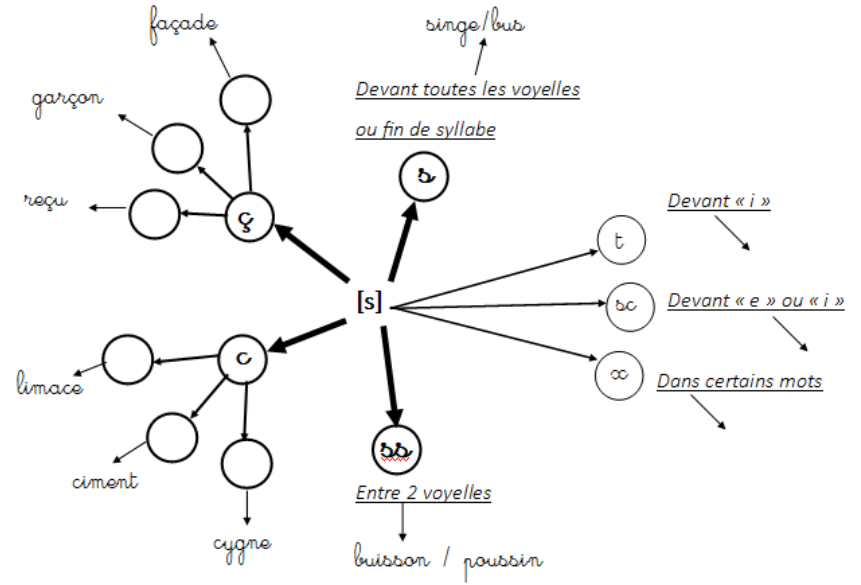 façade
singe/bus
Devant toutes les voyelles
ou fin de syllabe
garçon
s
reçu
ç
Devant « i »
t
[s]
sc
Devant « e » ou « i »
c
x
Dans certains mots
limace
ciment
ss
cygne
Entre 2 voyelles
buisson / poussin